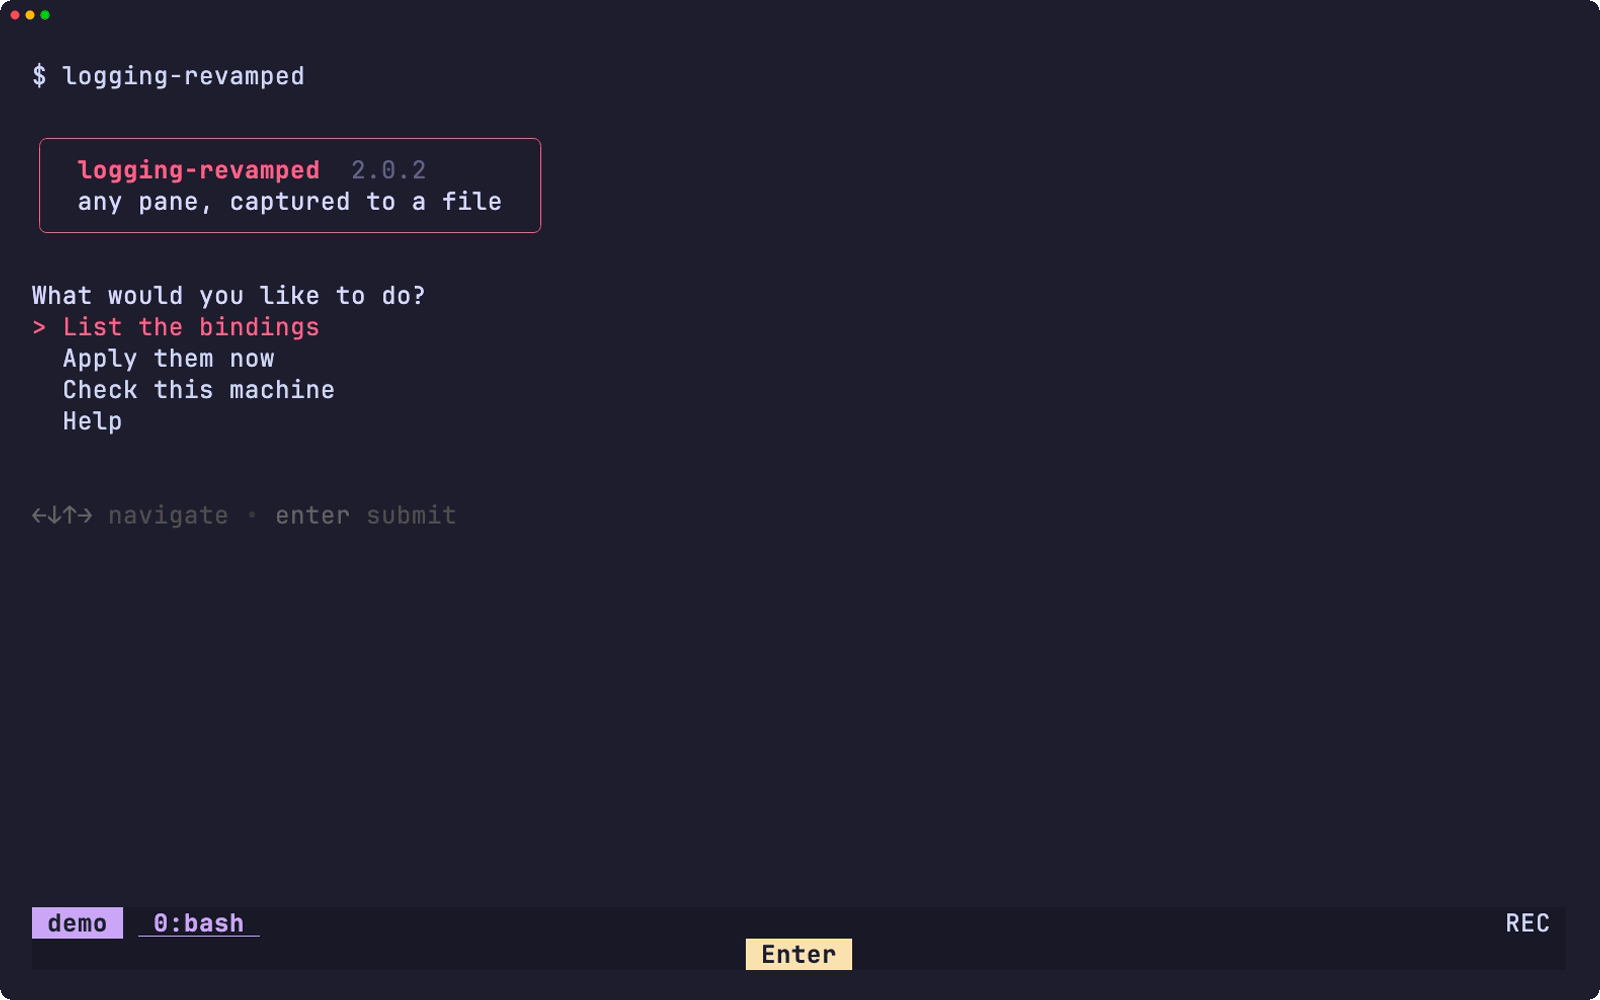 $ logging-revamped
logging-revamped 2.0.2
any pane, captured to a file
What would you like to do?
> List the bindings
Apply them now
Check this machine
Help
←↓↑→ navigate • enter submit
demo 0:bash REC
Enter